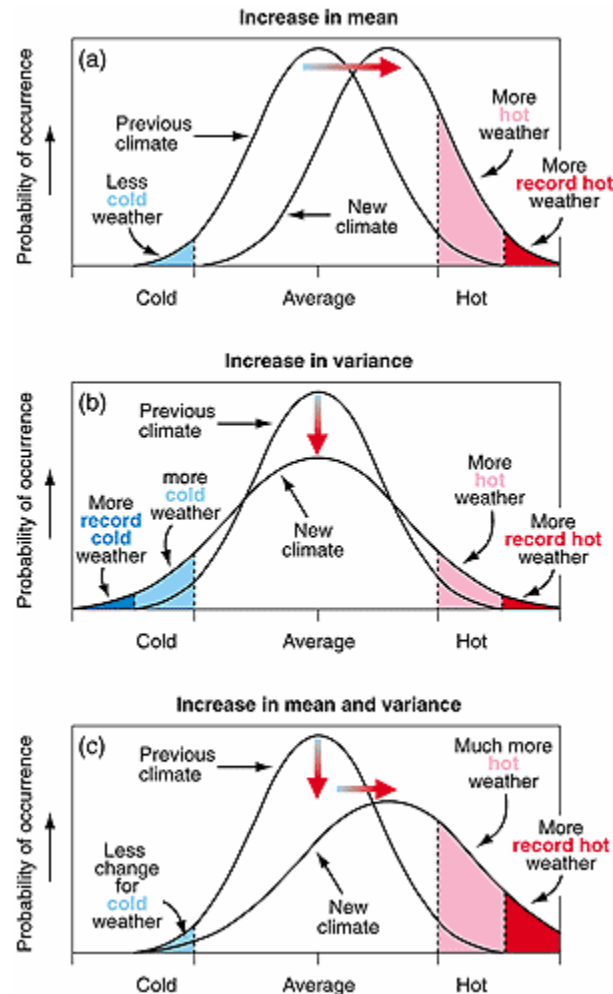 Increase in mean
(a)
Probability of occurrence
Previous
climate
Less
cold
weather
New
climate
More
hot
weather
More
record hot
weather
Cold
Average
Hot
Increase in variance
(b)
Probability of occurrence
Previous
climate
More
record
cold
weather
more
cold
weather
New
climate
More
hot
weather
More
record hot
weather
Cold
Average
Hot
Increase in mean and variance
(c)
Probability of occurrence
Previous
climate
Less
change
for
cold
weather
New
climate
Much more
hot
weather
More
record hot
weather
Cold
Average
Hot